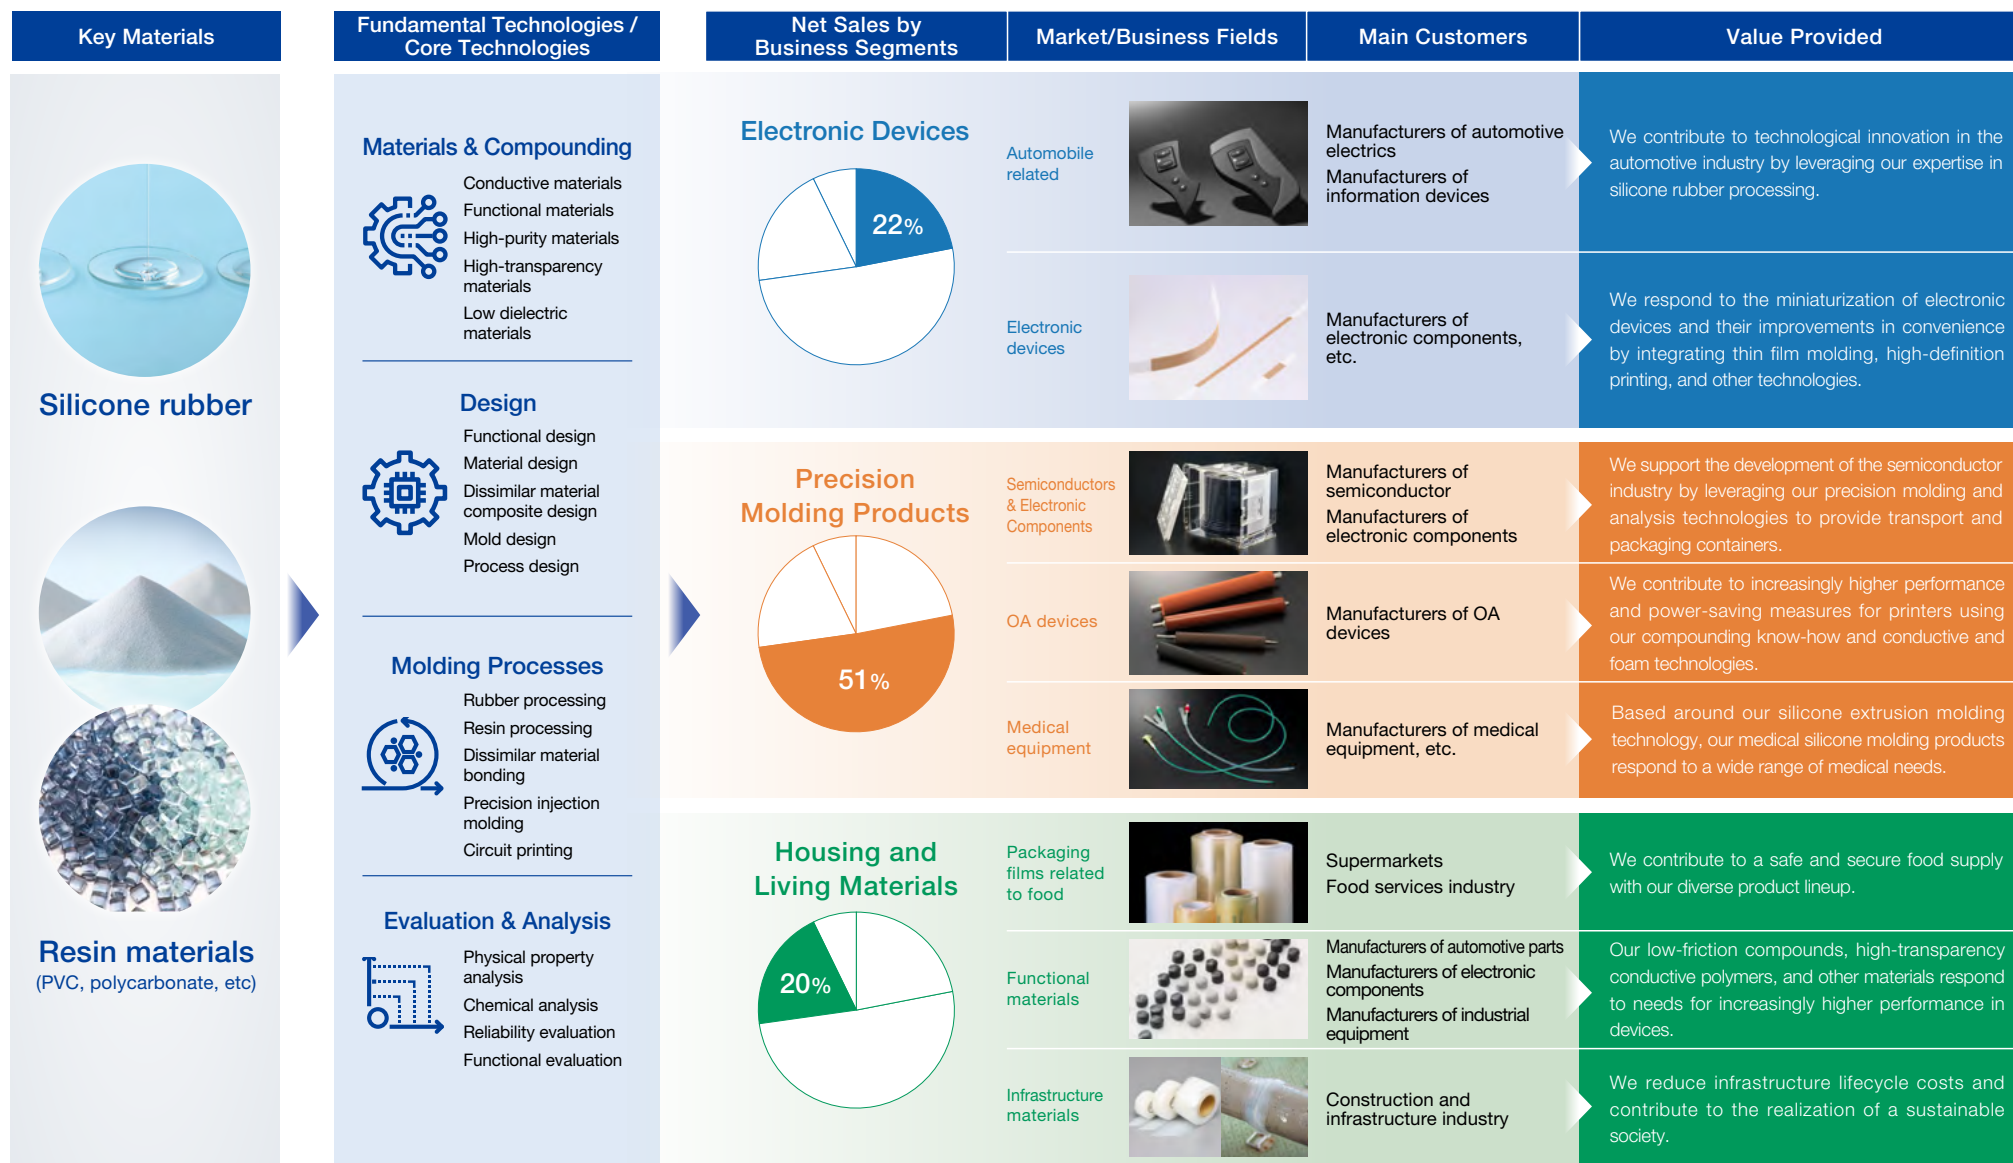 Key Materials
Silicone rubber
Resin materials
(PVC, polycarbonate, etc)
Fundamental Technologies /
Core Technologies
Materials & Compounding
Conductive materials
Functional materials
High-purity materials
High-transparency
materials
Low dielectric
materials
Design
Functional design
Material design
Dissimilar material
composite design
Mold design
Process design
Molding Processes
Rubber processing
Resin processing
Dissimilar material
bonding
Precision injection
molding
Circuit printing
Evaluation & Analysis
Physical property
analysis
Chemical analysis
Reliability evaluation
Functional evaluation
Net Sales by
Business Segments
Market/Business Fields
Main Customers
Value Provided
Electronic Devices
22%
Automobile
related
Manufacturers of automotive
electrics
Manufacturers of
information devices
We contribute to technological innovation in the
automotive industry by leveraging our expertise in
silicone rubber processing.
Electronic
devices
Manufacturers of
electronic components,
etc.
We respond to the miniaturization of electronic
devices and their improvements in convenience
by integrating thin film molding, high-definition
printing, and other technologies.
Precision
Molding Products
51%
Semiconductors
& Electronic
Components
Manufacturers of
semiconductor
Manufacturers of
electronic components
We support the development of the semiconductor
industry by leveraging our precision molding and
analysis technologies to provide transport and
packaging containers.
OA devices
Manufacturers of OA
devices
We contribute to increasingly higher performance
and power-saving measures for printers using
our compounding know-how and conductive and
foam technologies.
Medical
equipment
Manufacturers of medical
equipment, etc.
Based around our silicone extrusion molding
technology, our medical silicone molding products
respond to a wide range of medical needs.
Housing and
Living Materials
20%
Packaging
films related
to food
Supermarkets
Food services industry
We contribute to a safe and secure food supply
with our diverse product lineup.
Functional
materials
Manufacturers of automotive parts
Manufacturers of electronic
components
Manufacturers of industrial
equipment
Our low-friction compounds, high-transparency
conductive polymers, and other materials respond
to needs for increasingly higher performance in
devices.
Infrastructure
materials
Construction and
infrastructure industry
We reduce infrastructure lifecycle costs and
contribute to the realization of a sustainable
society.